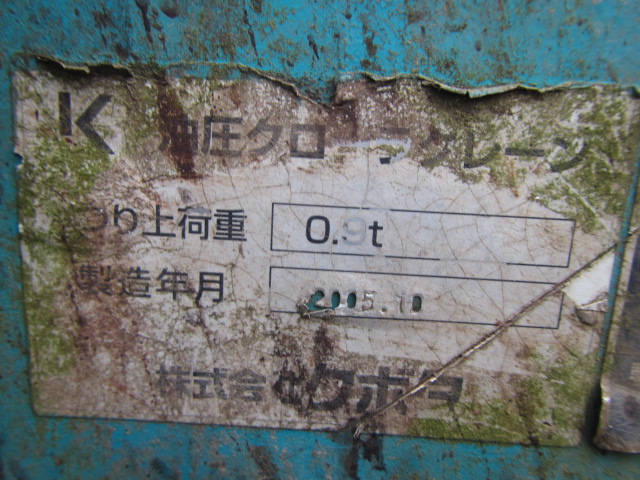 K 油圧クローラクレーン
つり上荷重 0.9t
製造年月 2005.10
株式会社クボタ